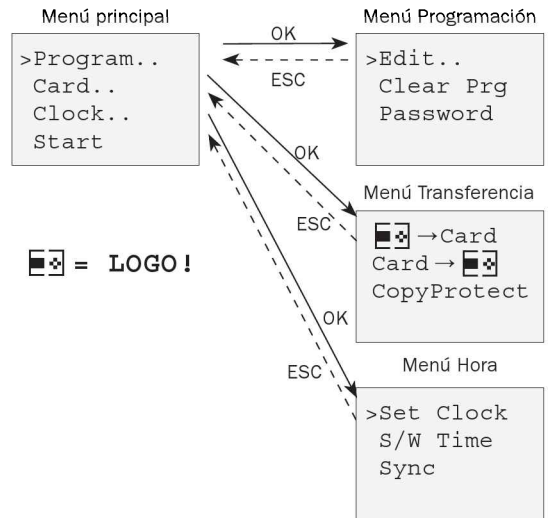 Menú principal
>Program..
Card..
Clock..
Start
OK
ESC
Menú Programación
>Edit..
Clear Prg
Password
OK
ESC
Menú Transferencia
→Card
Card→
CopyProtect
= LOGO!
OK
ESC
Menú Hora
>Set Clock
S/W Time
Sync